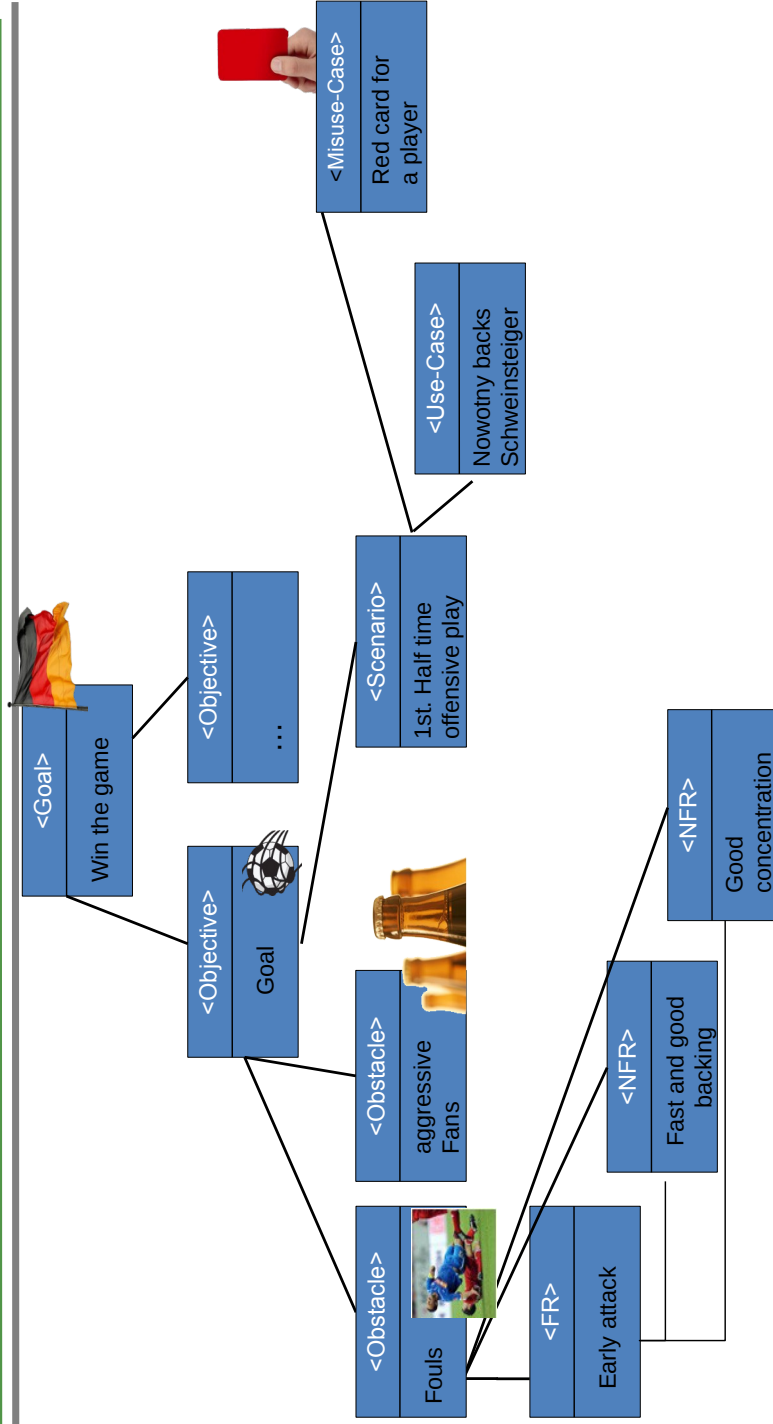 <Goal>
Win the game
<Objective>
Goal
<Objective>
...
<Obstacle>
Fouls
<Obstacle>
aggressive
Fans
<Scenario>
1st. Half time
offensive play
<Use-Case>
Nowotny backs
Schweinsteiger
<Misuse-Case>
Red card for
a player
<FR>
Early attack
<NFR>
Fast and good
backing
<NFR>
Good
concentration